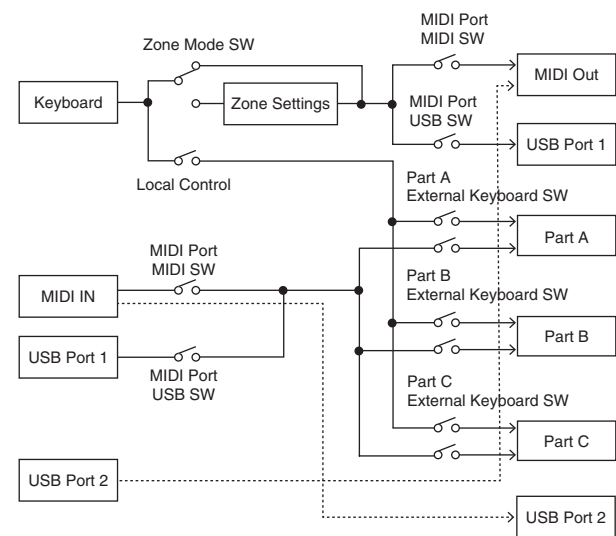 Zone Mode SW
MIDI Port
MIDI SW
Keyboard
Zone Settings
MIDI Out
MIDI Port
USB SW
USB Port 1
Local Control
Part A
External Keyboard SW
Part A
MIDI Port
MIDI SW
MIDI IN
Part B
External Keyboard SW
Part B
USB Port 1
MIDI Port
USB SW
Part C
External Keyboard SW
Part C
USB Port 2
USB Port 2